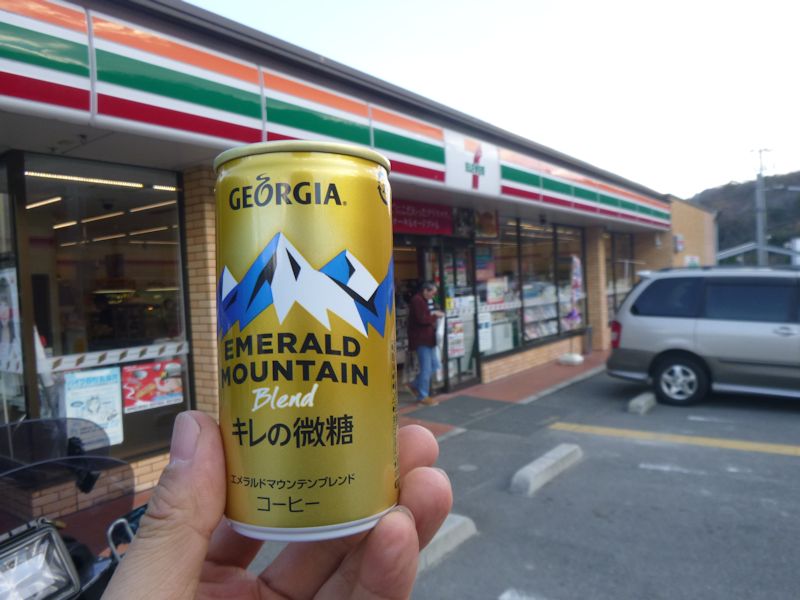 GEORGIA
EMERALD
MOUNTAIN
Blend
キレの微糖
エメラルドマウンテンブレンド
コーヒー